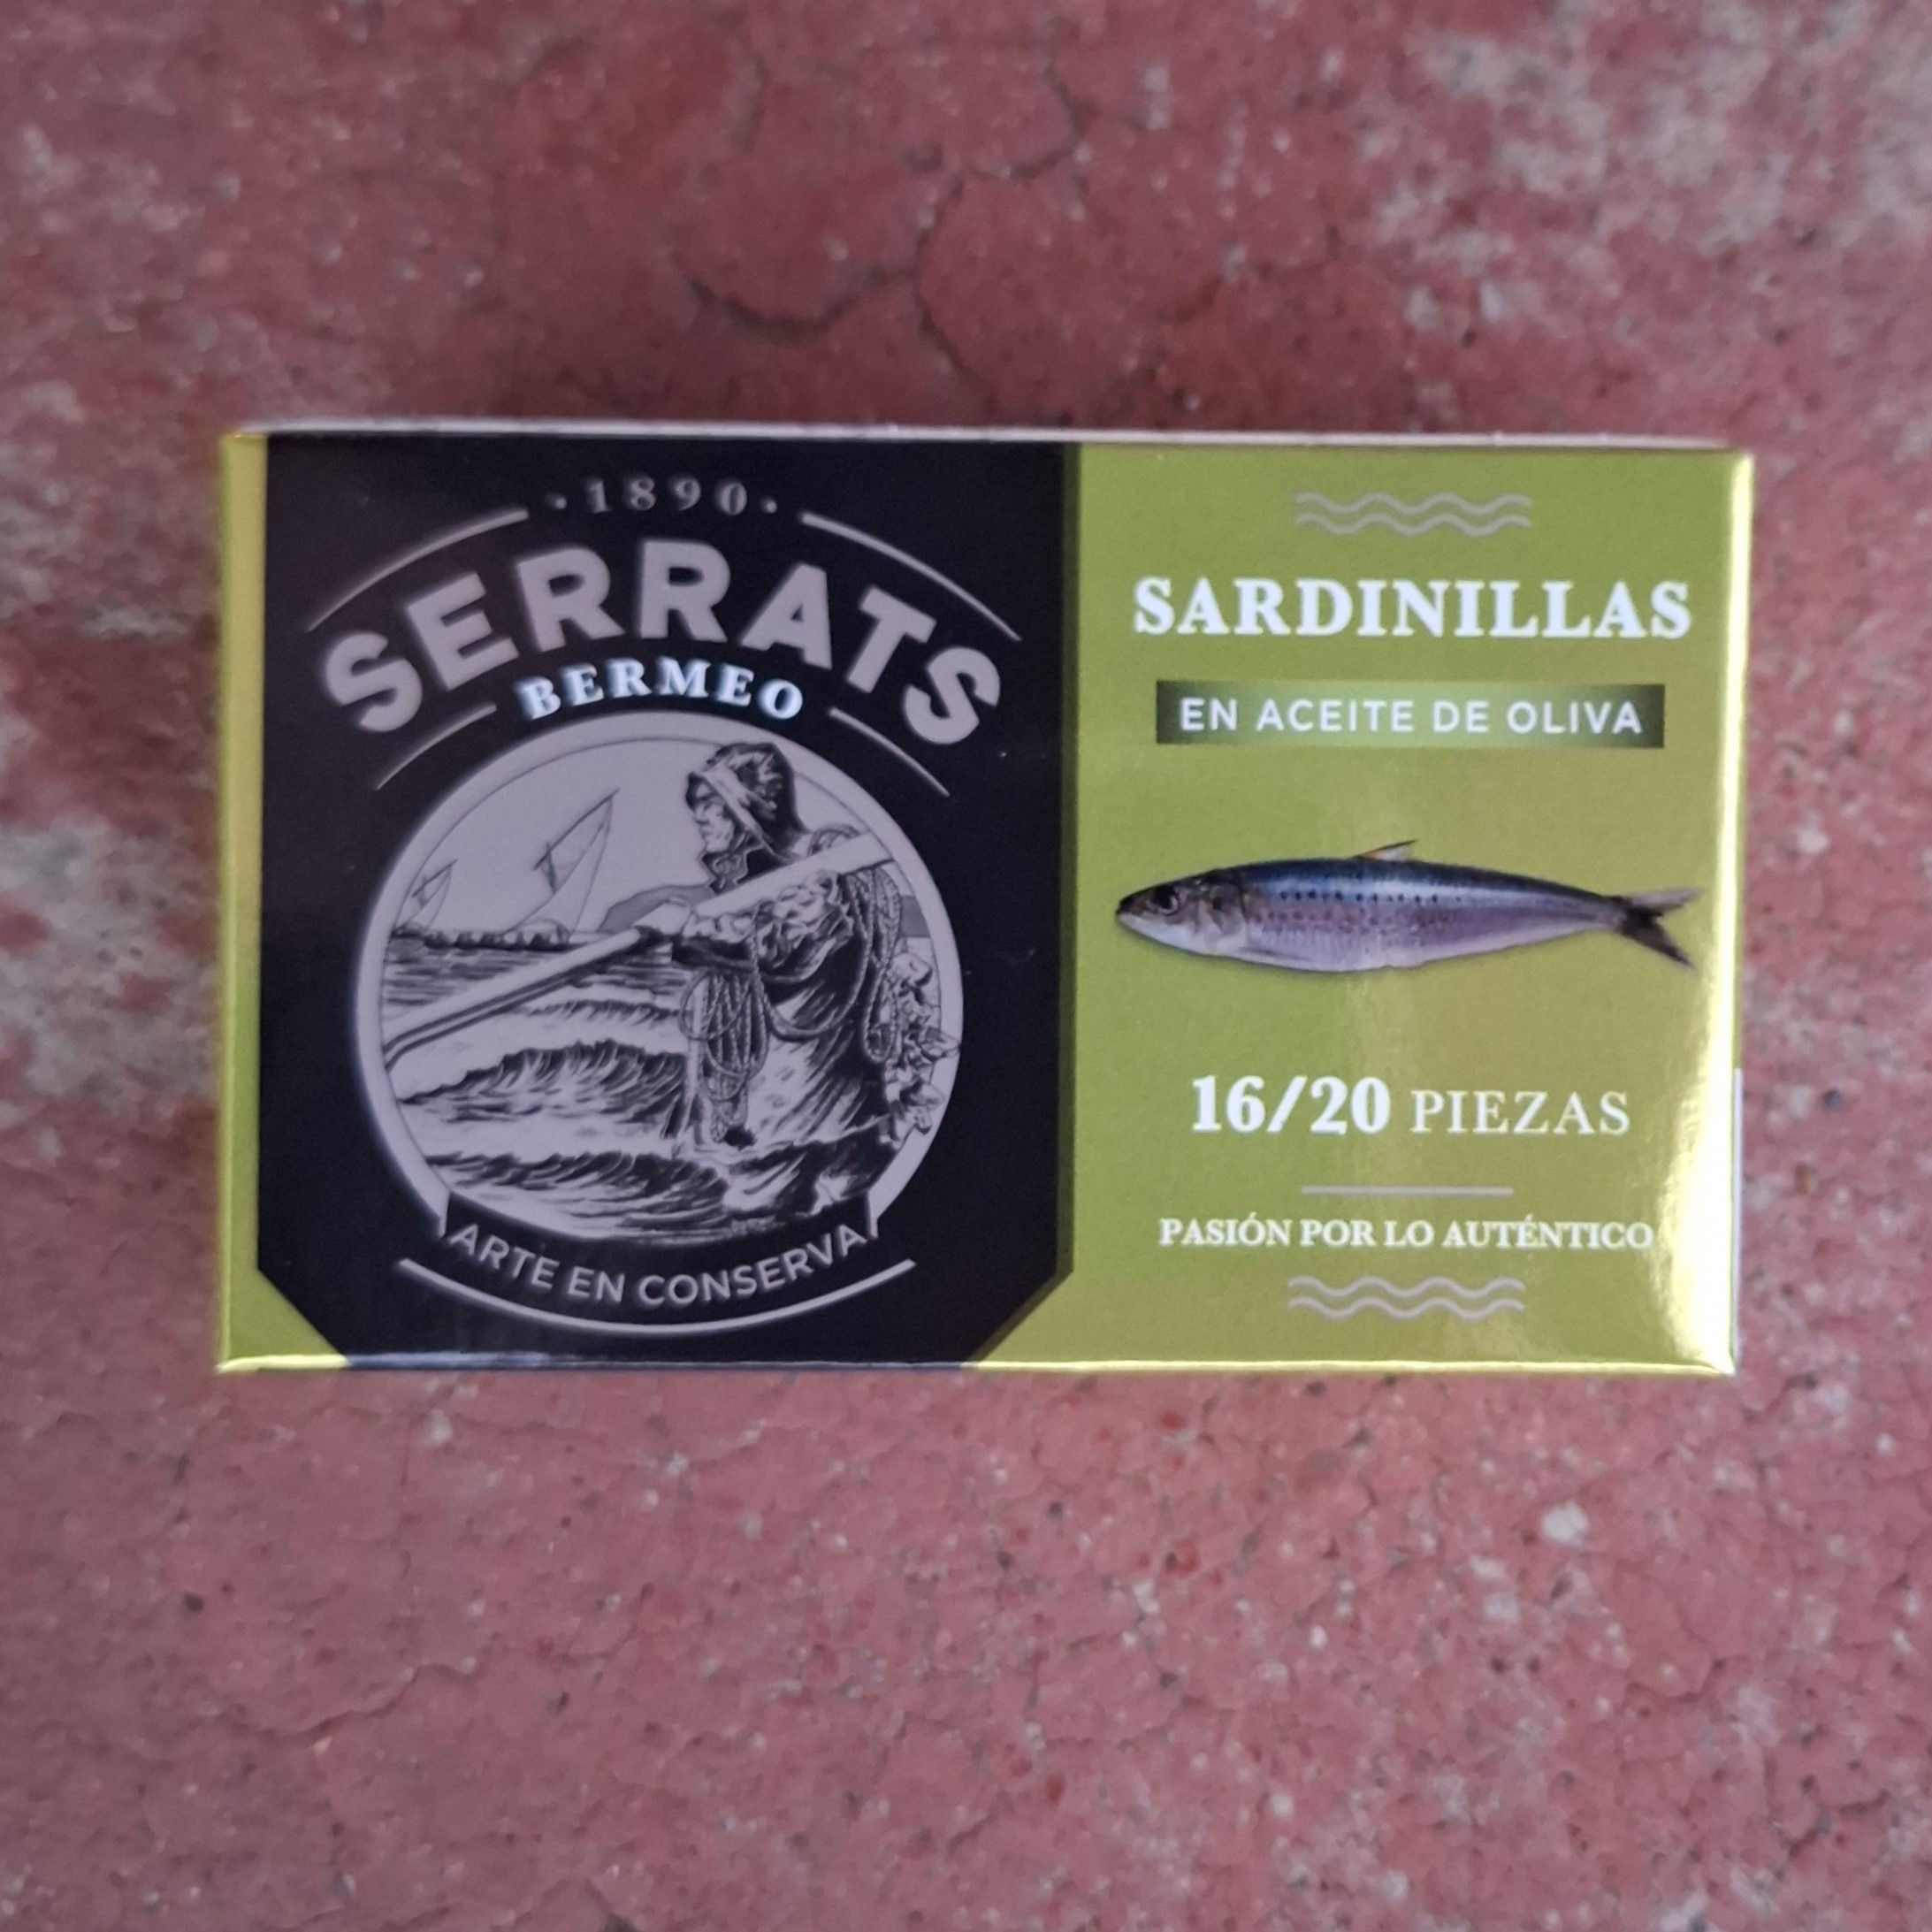 ·1890·
SERRATS
BERMEO
ARTE EN CONSERVA
SARDINILLAS
EN ACEITE DE OLIVA
16/20 PIEZAS
PASIÓN POR LO AUTÉNTICO